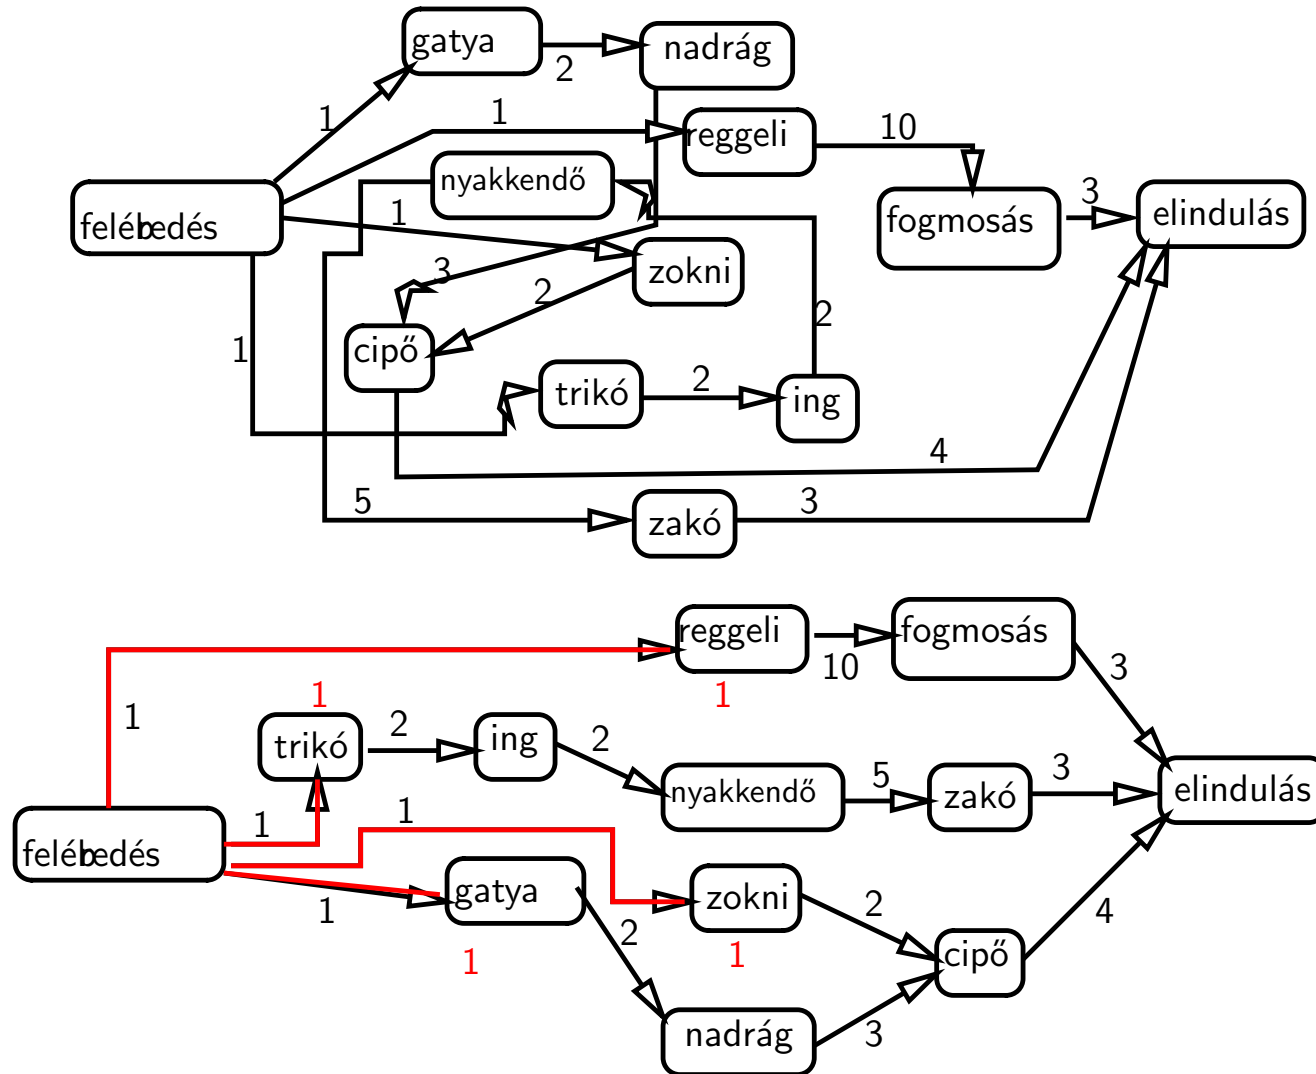 gatya
2
nadrág
1
1
reggeli
10
nyakkendő
felébredés
1
fogmosás
3
elindulás
3
zokni
2
2
1
cipő
trikó
2
ing
4
5
zakó
3
reggeli
10
fogmosás
3
1
1
1
trikó
2
ing
2
nyakkendő
5
zakó
3
elindulás
felébredés
1
1
1
gatya
1
2
zokni
1
2
cipő
4
nadrág
3